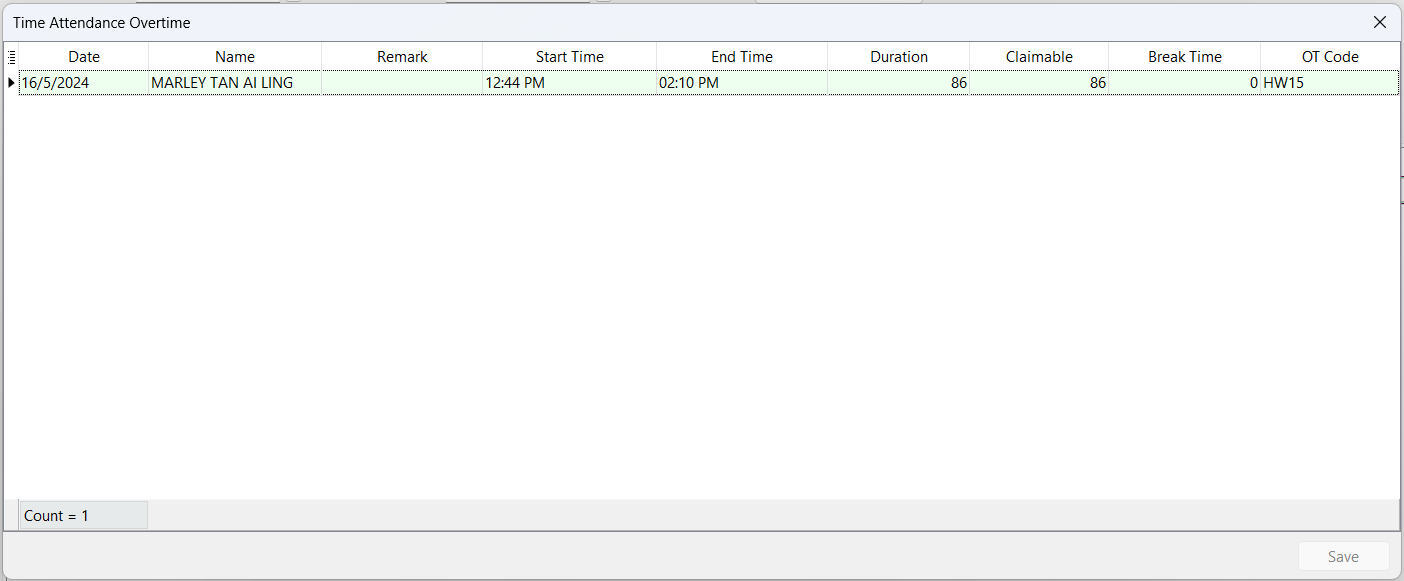 Time Attendance Overtime
Date Name Remark Start Time End Time Duration Claimable Break Time OT Code
16/5/2024 MARLEY TAN AI LING 12:44 PM 02:10 PM 86 86 0 HW15
Count = 1
Save